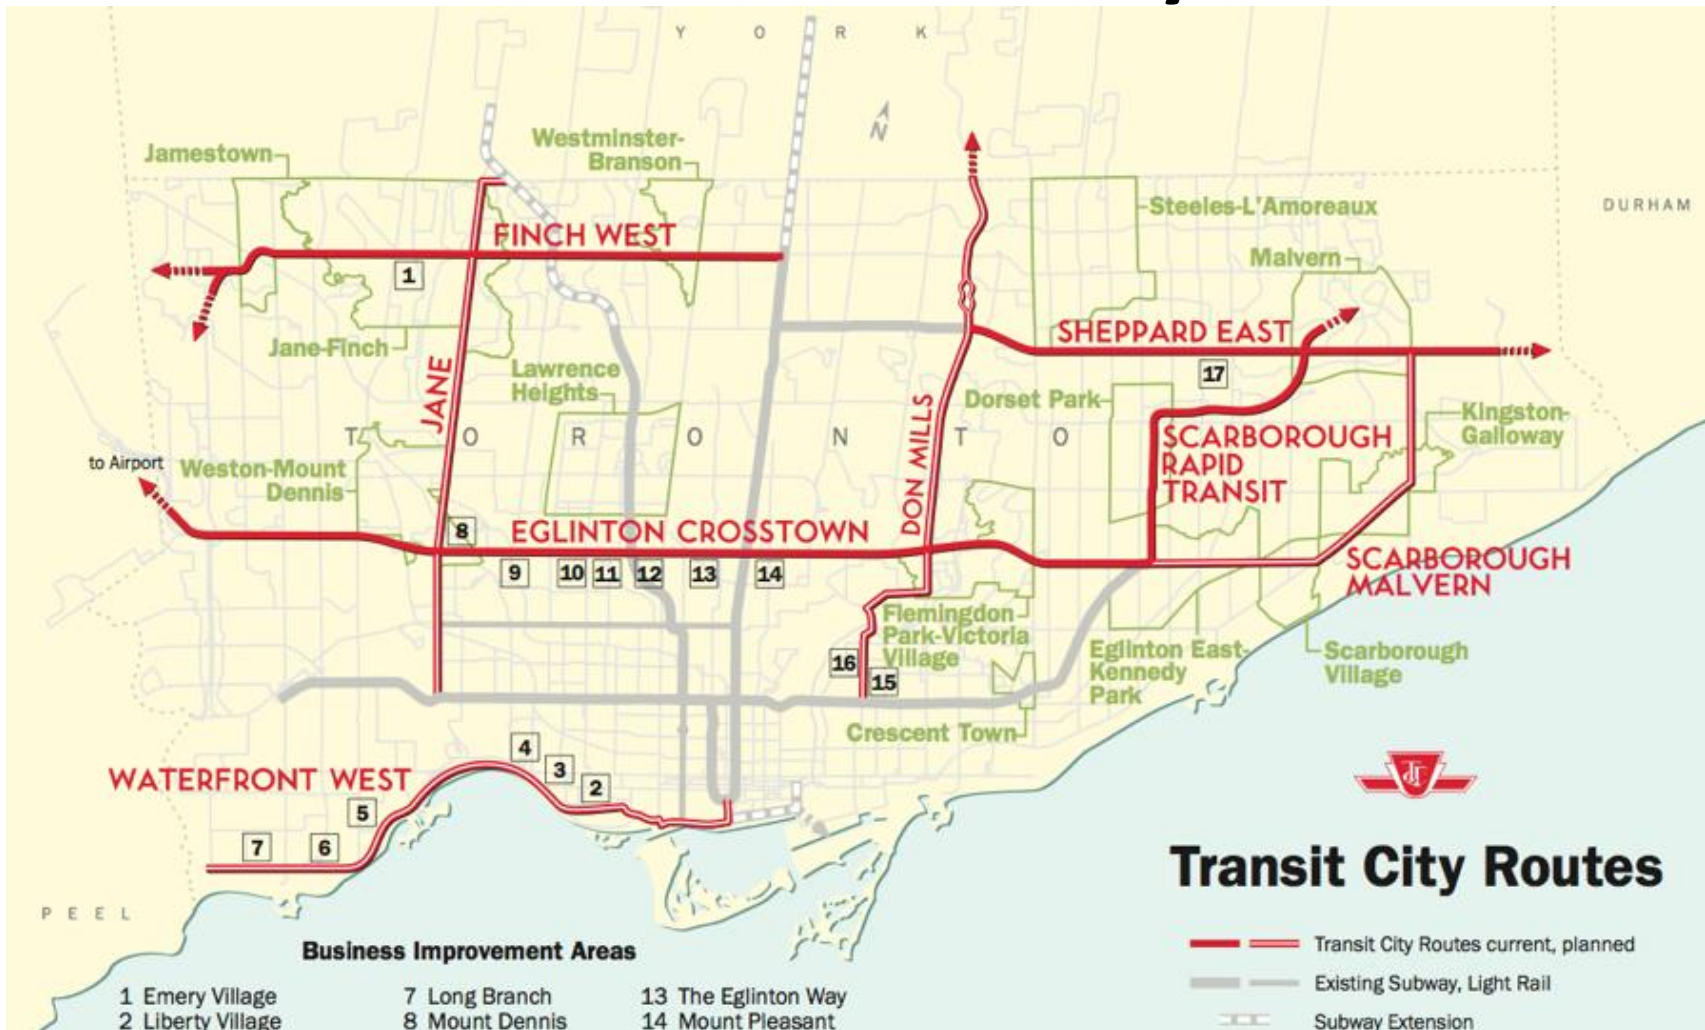 Y O R K
N
Westminster-
Branson
Jamestown
Steeles-L'Amoreaux
DURHAM
FINCH WEST
Malvern
1
SHEPPARD EAST
Jane-Finch
JANE
Lawrence
Heights
17
DON MILLS
Dorset Park
Kingston-
Galloway
T O R O N T O
SCARBOROUGH
RAPID
TRANSIT
to Airport
Weston-Mount
Dennis
8
EGLINTON CROSSTOWN
9
10
11
12
13
14
SCARBOROUGH
MALVERN
Flemingdon
Park-Victoria
Village
16
15
Eglinton East-
Kennedy
Park
Scarborough
Village
Crescent Town
WATERFRONT WEST
4
3
2
5
6
7
PEEL
Transit City Routes
Transit City Routes current, planned
Existing Subway, Light Rail
Subway Extension
Business Improvement Areas
1 Emery Village
2 Liberty Village
7 Long Branch
8 Mount Dennis
13 The Eglinton Way
14 Mount Pleasant